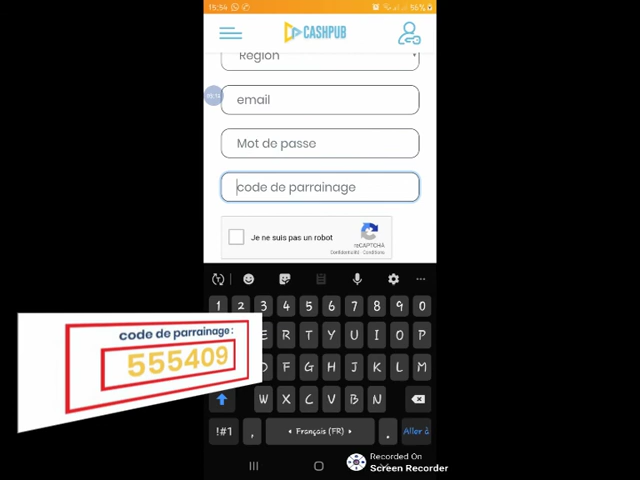 15:54
56%
CASHPUB
Région
email
Mot de passe
code de parrainage
Je ne suis pas un robot
reCAPTCHA
Confidentialité - Conditions
code de parrainage :
555409
1 2 3 4 5 6 7 8 9 0
E R T Y U I O P
D F G H J K L M
W X C V B N
!#1 , Français (FR) . Aller à
Recorded On
Screen Recorder